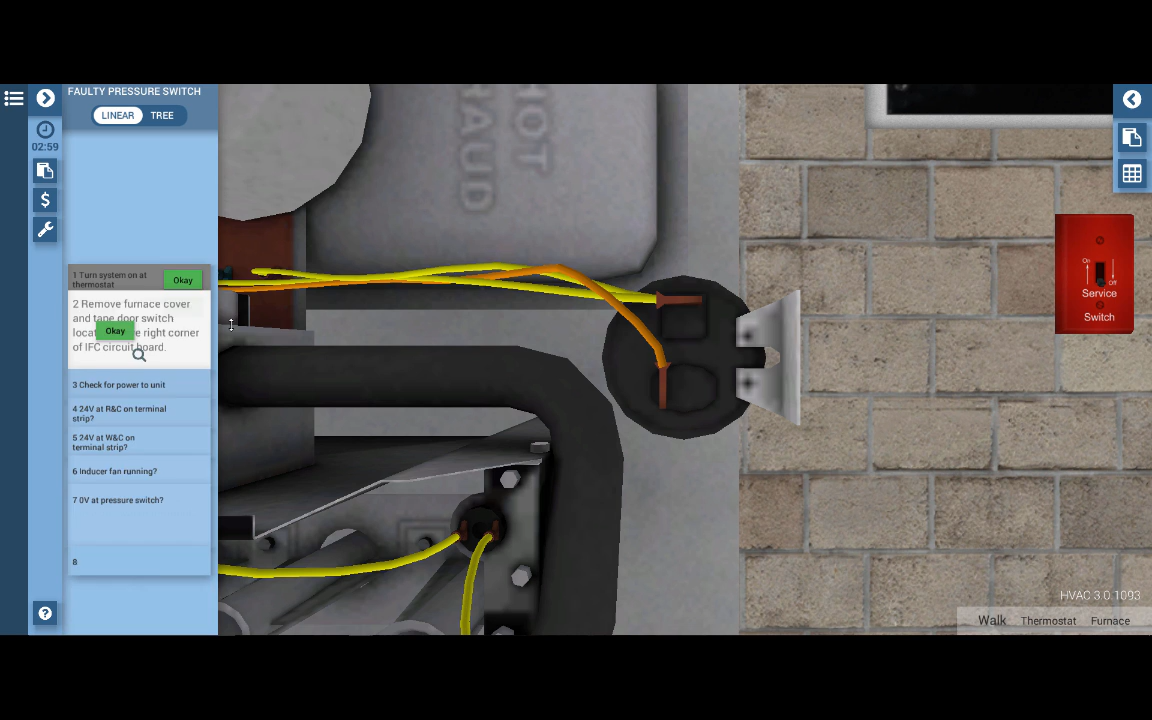 FAULTY PRESSURE SWITCH
LINEAR TREE
02:59
$
1 Turn system on at
thermostat
Okay
2 Remove furnace cover
and tape door switch
right corner
Okay
of IFC circuit board.
3 Check for power to unit
4 24V at R&C on terminal
strip?
5 24V at W&C on
terminal strip?
6 Inducer fan running?
7 0V at pressure switch?
8
?
HOT
HAUD
On
Off
Service
Switch
HVAC 3.0.1093
Walk Thermostat Furnace